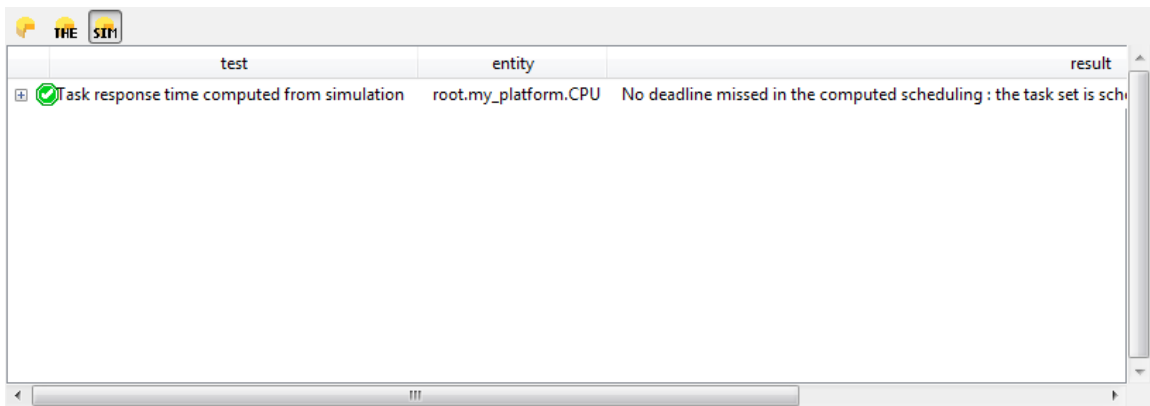 THE SIM
test entity result
Task response time computed from simulation root.my_platform.CPU No deadline missed in the computed scheduling : the task set is sch